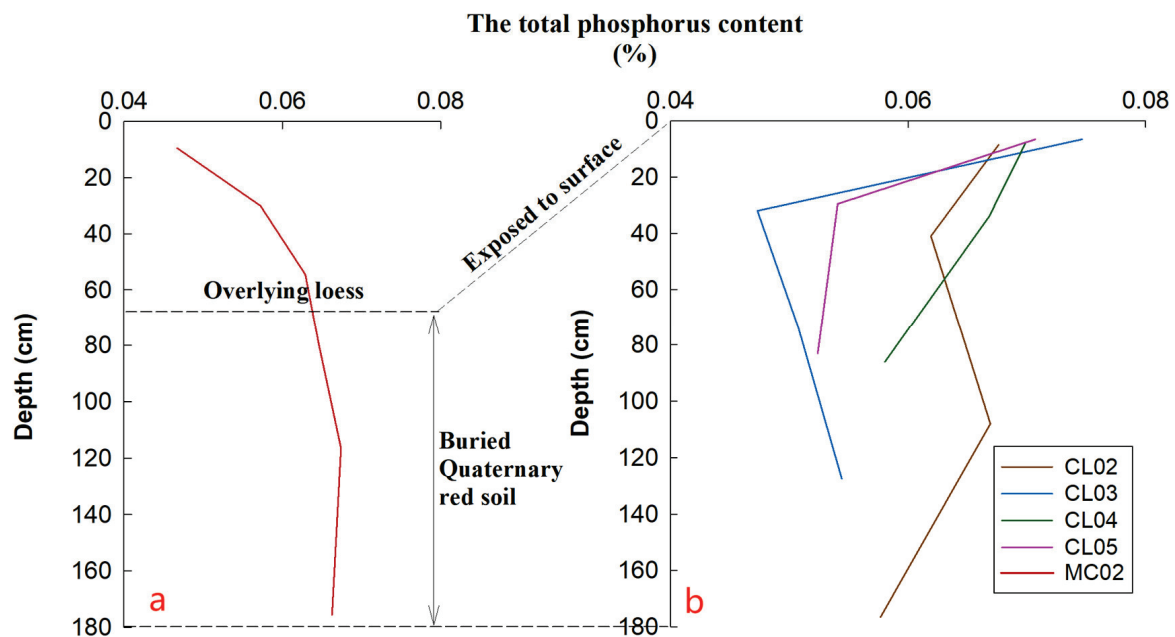 The total phosphorus content
(%)
0.04 0.06 0.08
0
20
40
60
80
100
120
140
160
180
Depth (cm)
Overlying loess
Exposed to surface
Buried
Quaternary
red soil
a
0.04 0.06 0.08
0
20
40
60
80
100
120
140
160
180
Depth (cm)
CL02
CL03
CL04
CL05
MC02
b